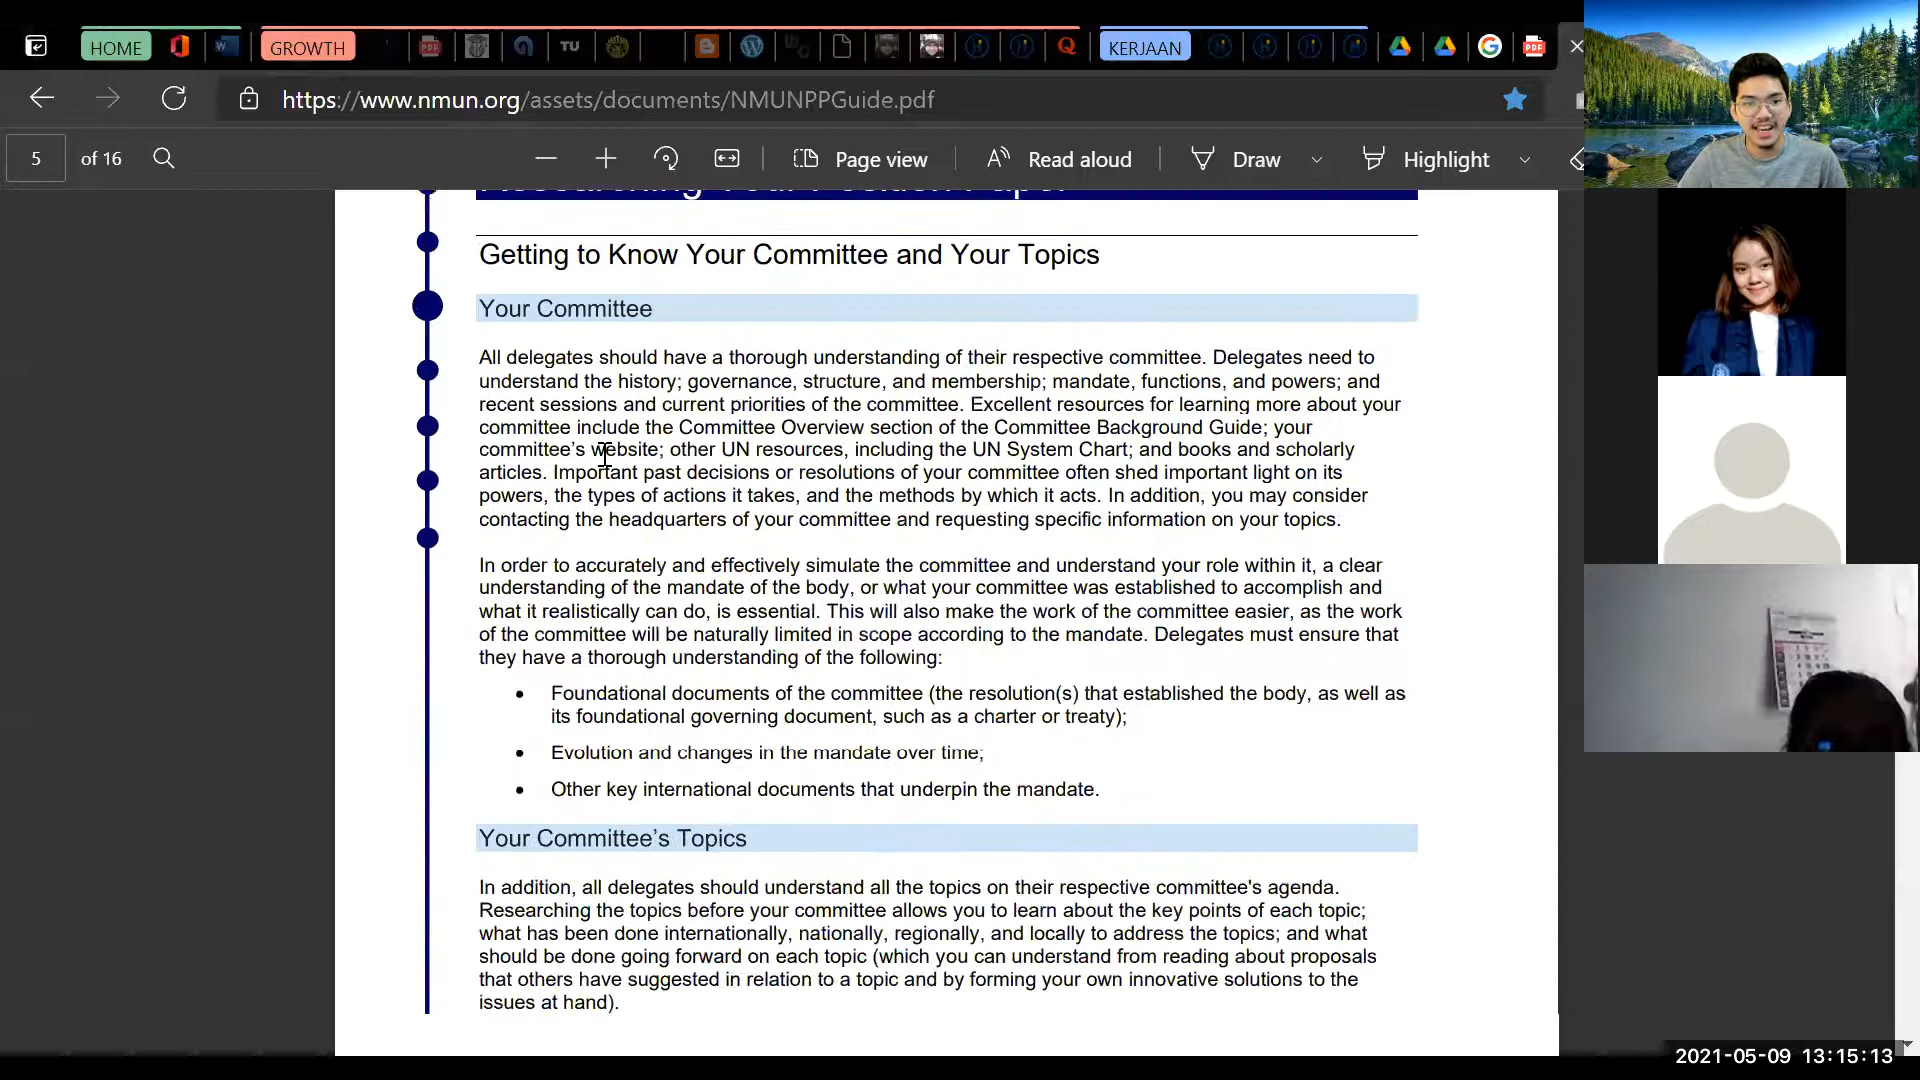 HOME
GROWTH
TU
KERJAAN
https://www.nmun.org/assets/documents/NMUNPPGuide.pdf
5 of 16
Page view
Read aloud
Draw
Highlight
Researching Your Position Paper
Getting to Know Your Committee and Your Topics
Your Committee
All delegates should have a thorough understanding of their respective committee. Delegates need to
understand the history; governance, structure, and membership; mandate, functions, and powers; and
recent sessions and current priorities of the committee. Excellent resources for learning more about your
committee include the Committee Overview section of the Committee Background Guide; your
committee's website; other UN resources, including the UN System Chart; and books and scholarly
articles. Important past decisions or resolutions of your committee often shed important light on its
powers, the types of actions it takes, and the methods by which it acts. In addition, you may consider
contacting the headquarters of your committee and requesting specific information on your topics.
In order to accurately and effectively simulate the committee and understand your role within it, a clear
understanding of the mandate of the body, or what your committee was established to accomplish and
what it realistically can do, is essential. This will also make the work of the committee easier, as the work
of the committee will be naturally limited in scope according to the mandate. Delegates must ensure that
they have a thorough understanding of the following:
• Foundational documents of the committee (the resolution(s) that established the body, as well as
its foundational governing document, such as a charter or treaty);
• Evolution and changes in the mandate over time;
• Other key international documents that underpin the mandate.
Your Committee's Topics
In addition, all delegates should understand all the topics on their respective committee's agenda.
Researching the topics before your committee allows you to learn about the key points of each topic;
what has been done internationally, nationally, regionally, and locally to address the topics; and what
should be done going forward on each topic (which you can understand from reading about proposals
that others have suggested in relation to a topic and by forming your own innovative solutions to the
issues at hand).
2021-05-09 13:15:13